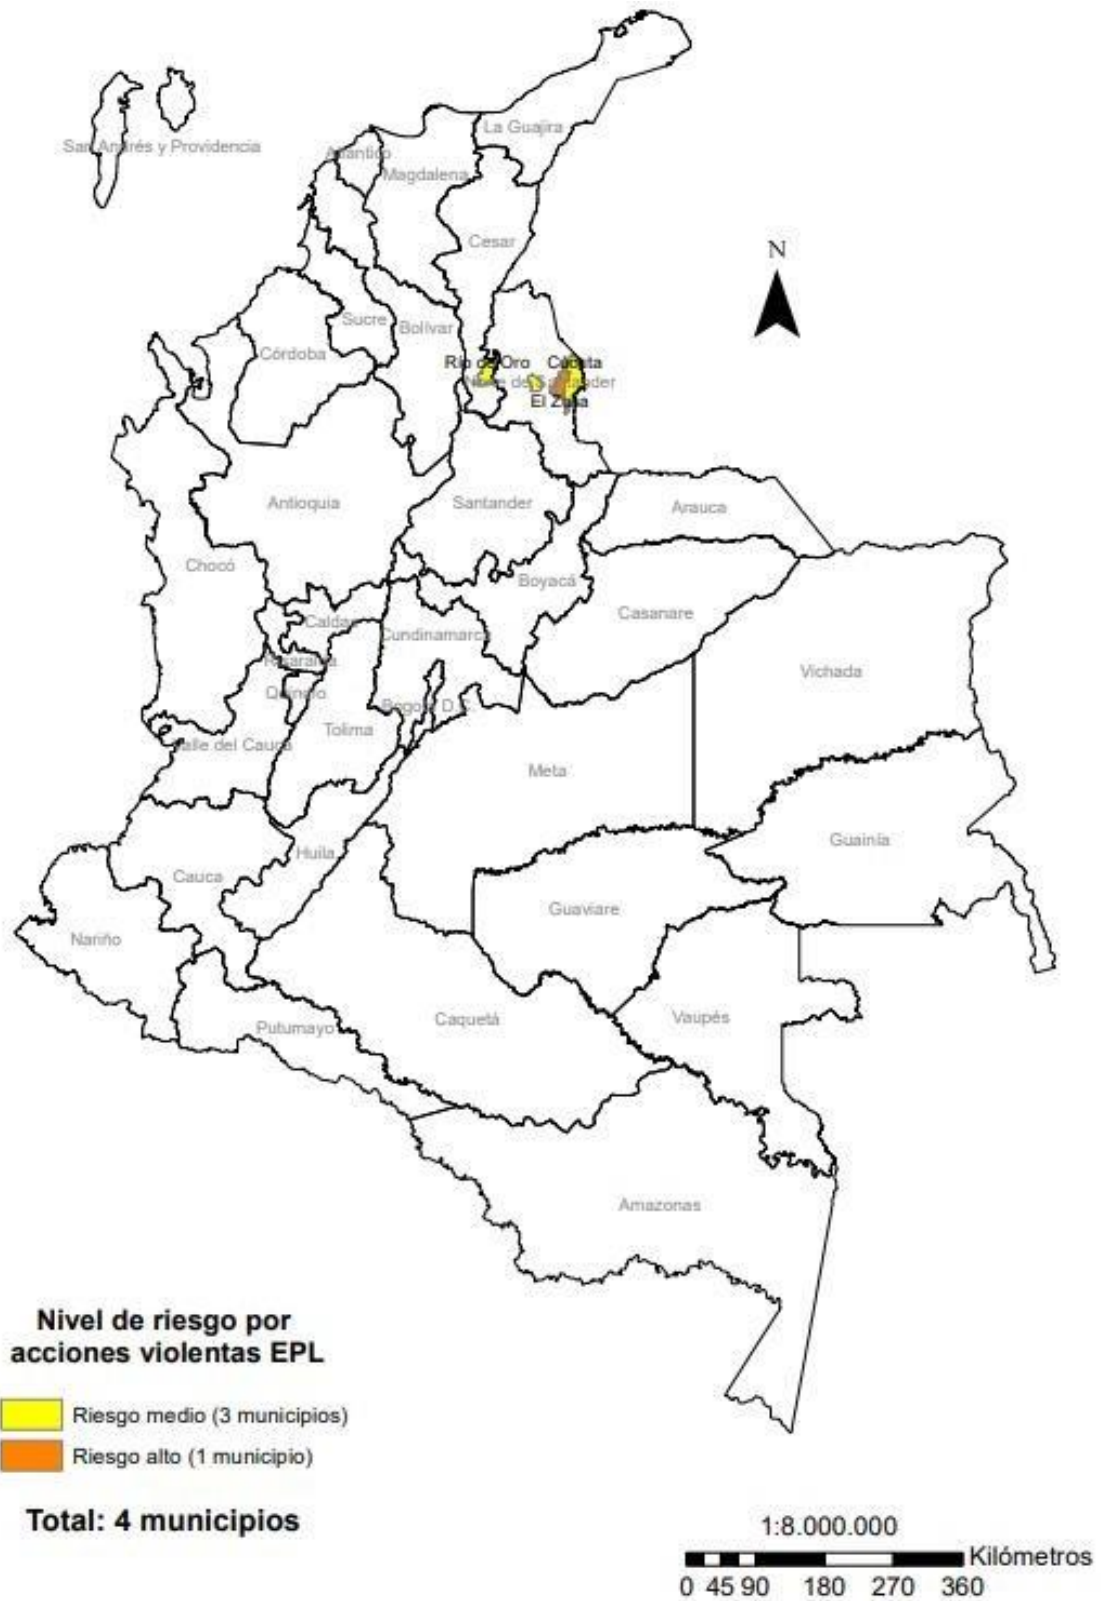 La Guajira
San Andrés y Providencia
Atlántico
Magdalena
Cesar
N
Sucre
Bolívar
Córdoba
Río de Oro
Cúcuta
Norte de Santander
El Zulia
Antioquia
Santander
Arauca
Chocó
Boyacá
Casanare
Caldas
Cundinamarca
Risaralda
Vichada
Quindío
Bogotá D.C.
Tolima
Valle del Cauca
Meta
Guainía
Huila
Cauca
Guaviare
Nariño
Caquetá
Vaupés
Putumayo
Amazonas
Nivel de riesgo por
acciones violentas EPL
Riesgo medio (3 municipios)
Riesgo alto (1 municipio)
Total: 4 municipios
1:8.000.000
Kilómetros
0 45 90 180 270 360